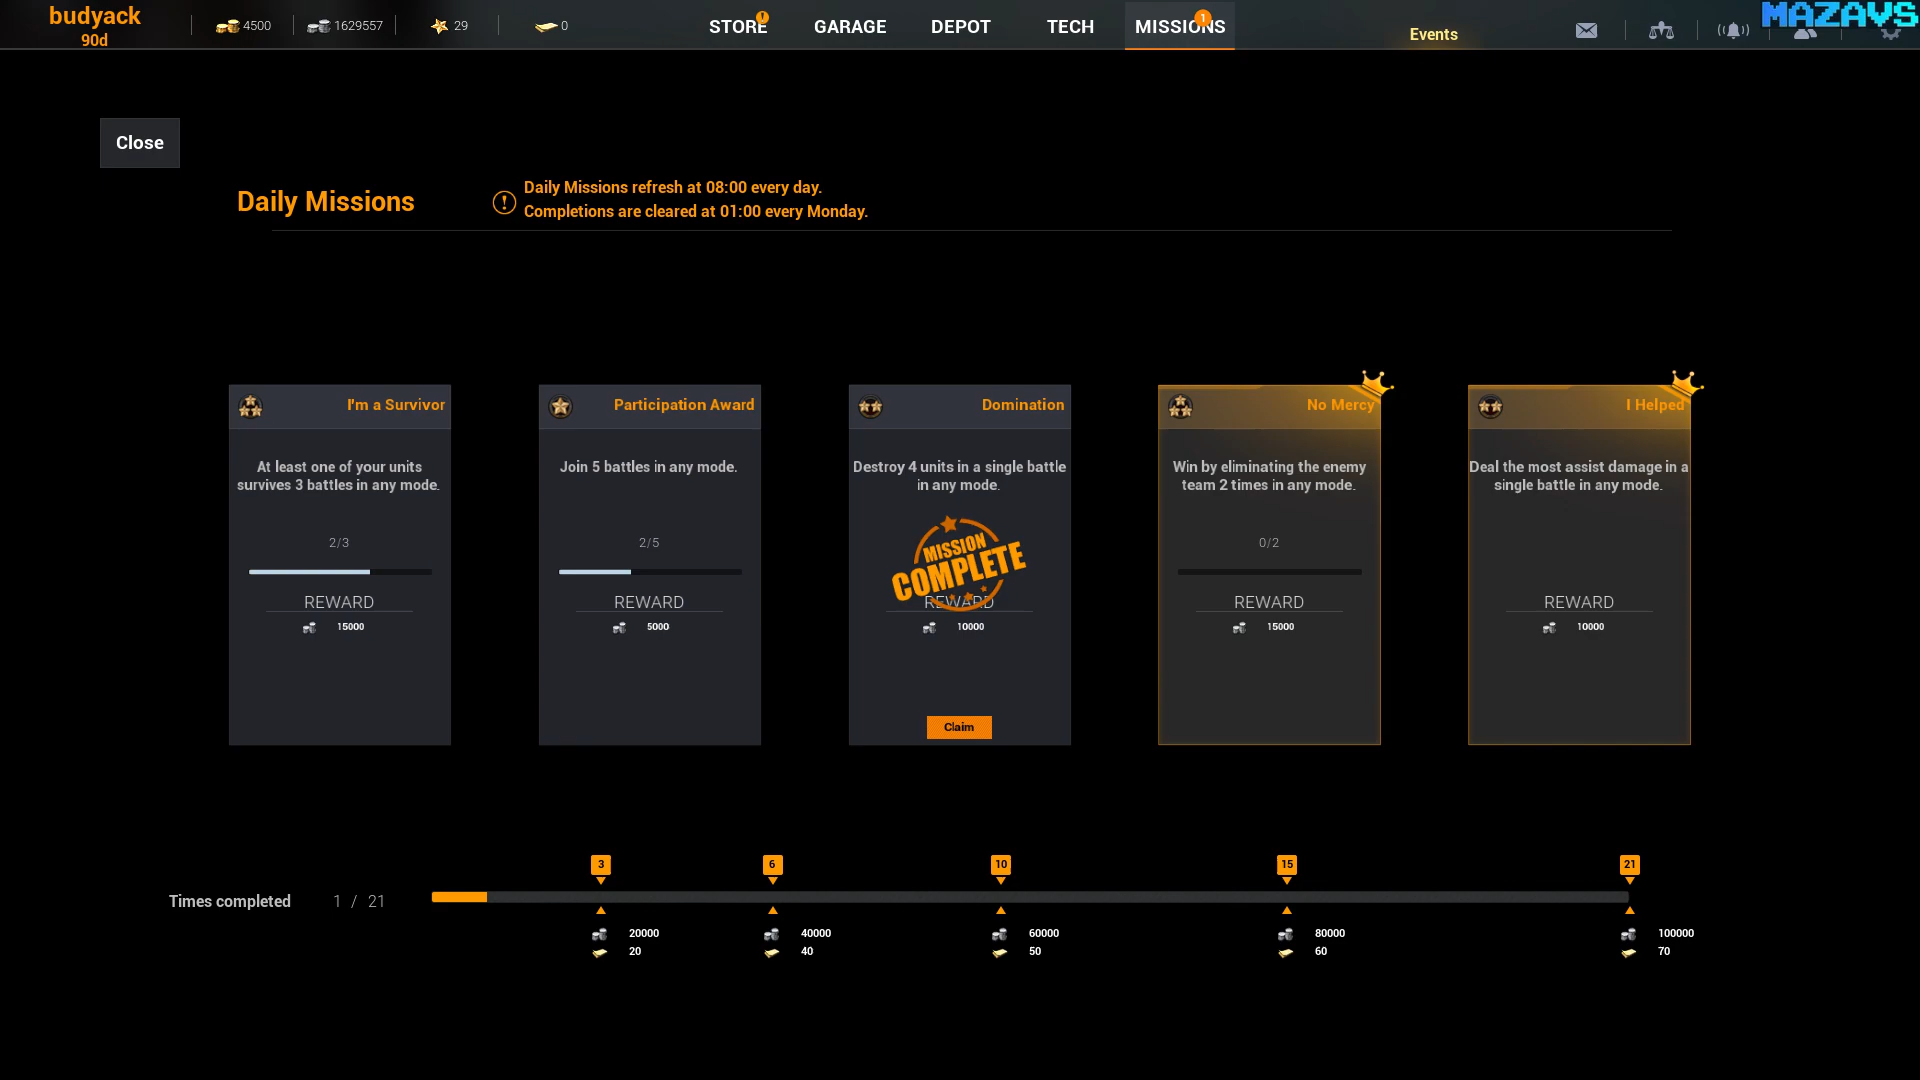 budyack
90d
4500
1629557
29
0
STORE
GARAGE
DEPOT
TECH
MISSIONS
1
Events
MAZAVS
Close
Daily Missions
Daily Missions refresh at 08:00 every day.
Completions are cleared at 01:00 every Monday.
I'm a Survivor
At least one of your units
survives 3 battles in any mode.
2/3
REWARD
15000
Participation Award
Join 5 battles in any mode.
2/5
REWARD
5000
Domination
Destroy 4 units in a single battle
in any mode.
MISSION
COMPLETE
REWARD
10000
Claim
No Mercy
Win by eliminating the enemy
team 2 times in any mode.
0/2
REWARD
15000
I Helped
Deal the most assist damage in a
single battle in any mode.
REWARD
10000
Times completed 1 / 21
3
6
10
15
21
20000
20
40000
40
60000
50
80000
60
100000
70